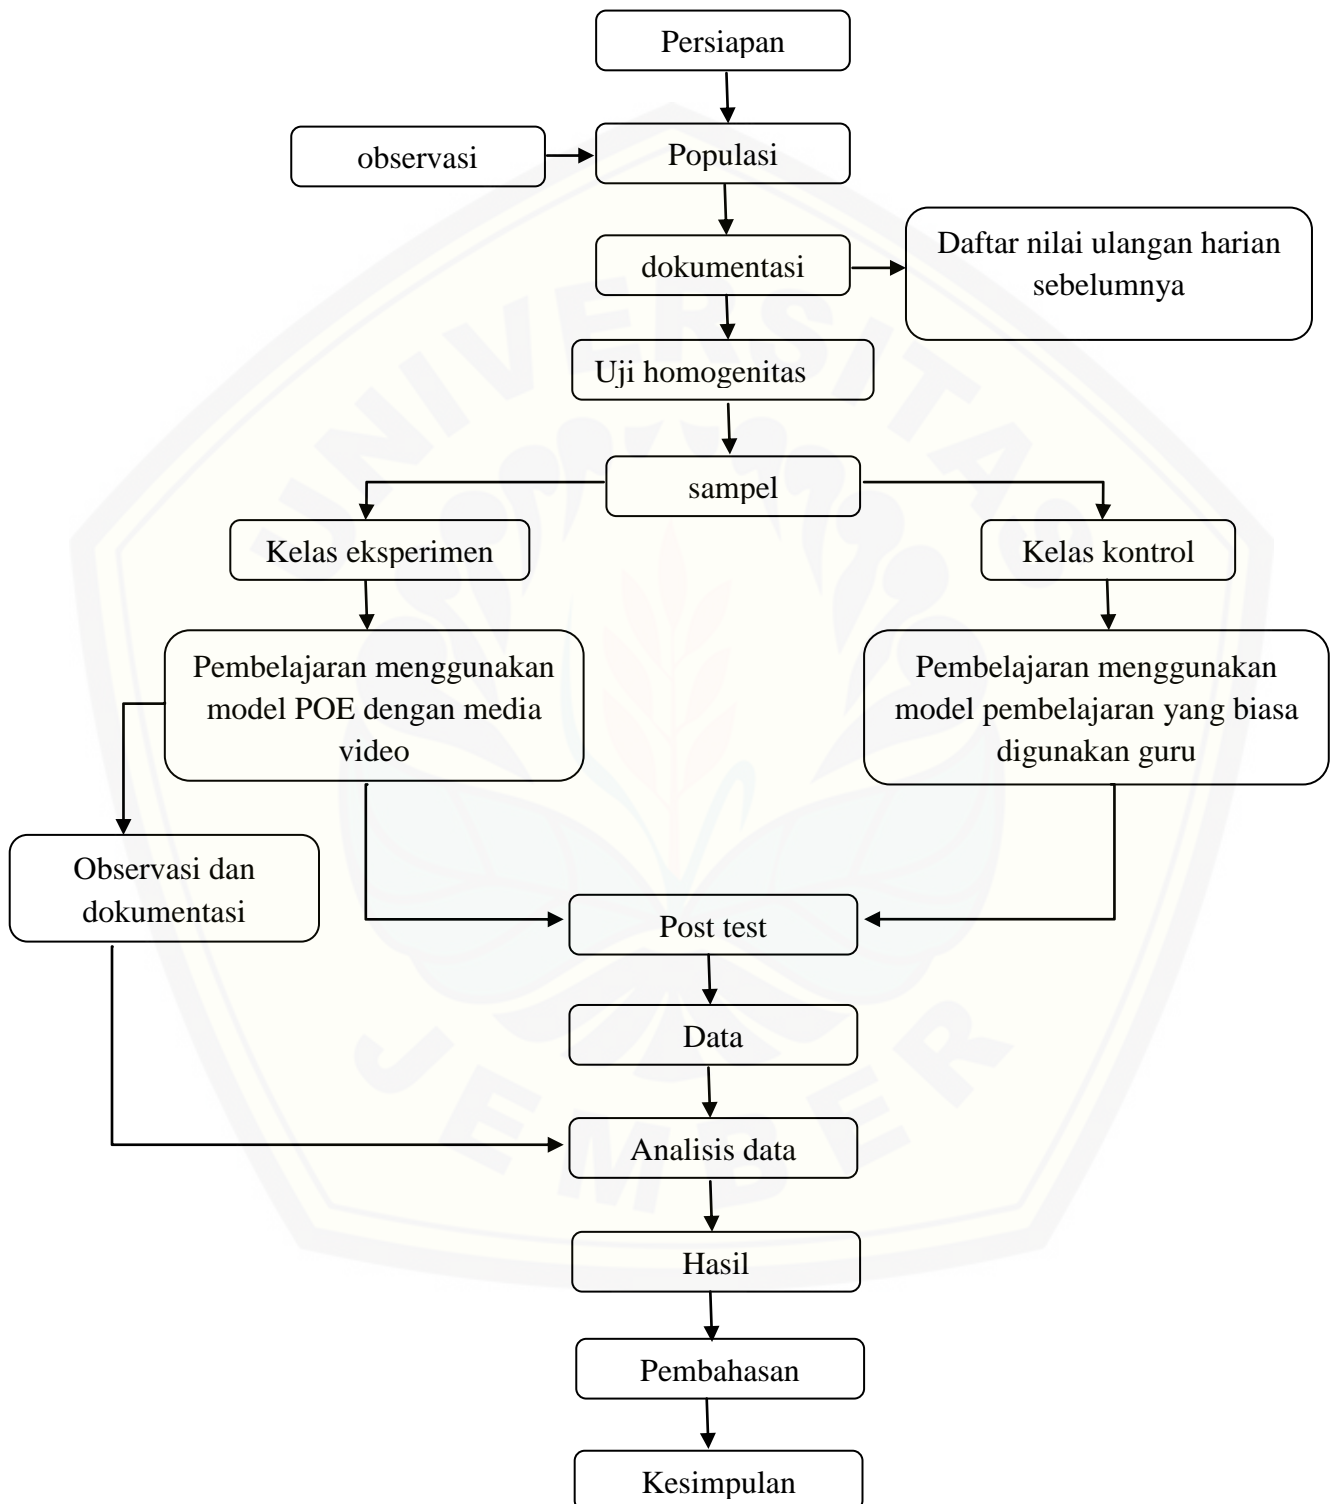 Persiapan
observasi
Populasi
dokumentasi
Daftar nilai ulangan harian
sebelumnya
Uji homogenitas
sampel
Kelas eksperimen
Kelas kontrol
Pembelajaran menggunakan
model POE dengan media
video
Pembelajaran menggunakan
model pembelajaran yang biasa
digunakan guru
Observasi dan
dokumentasi
Post test
Data
Analisis data
Hasil
Pembahasan
Kesimpulan
UNIVERSITAS
JEMBER